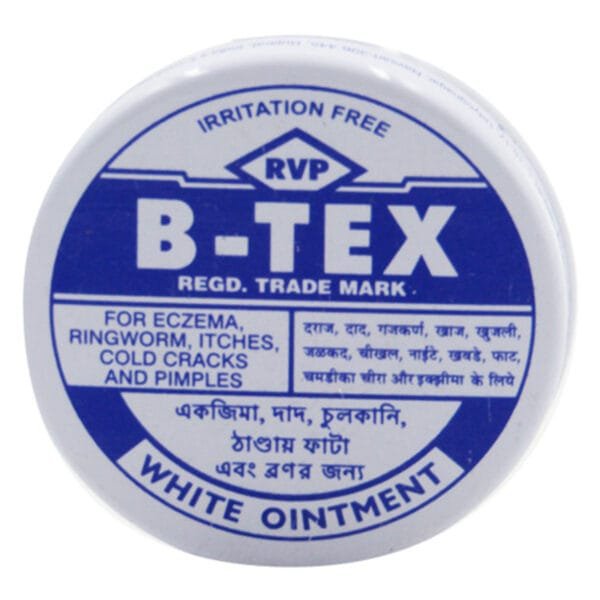 IRRITATION FREE
RVP
B-TEX
REGD. TRADE MARK
FOR ECZEMA,
RINGWORM, ITCHES,
COLD CRACKS
AND PIMPLES
दराज, दाद, गजकर्ण, खाज, खुजली,
जळकद, चीखल, नाईटे, खवडे, फाट,
चमडीका चीरा और इक्झीमा के लिये
একজিমা, দাদ, চুলকানি,
ঠাণ্ডায় ফাটা
এবং ব্রণর জন্য
WHITE OINTMENT